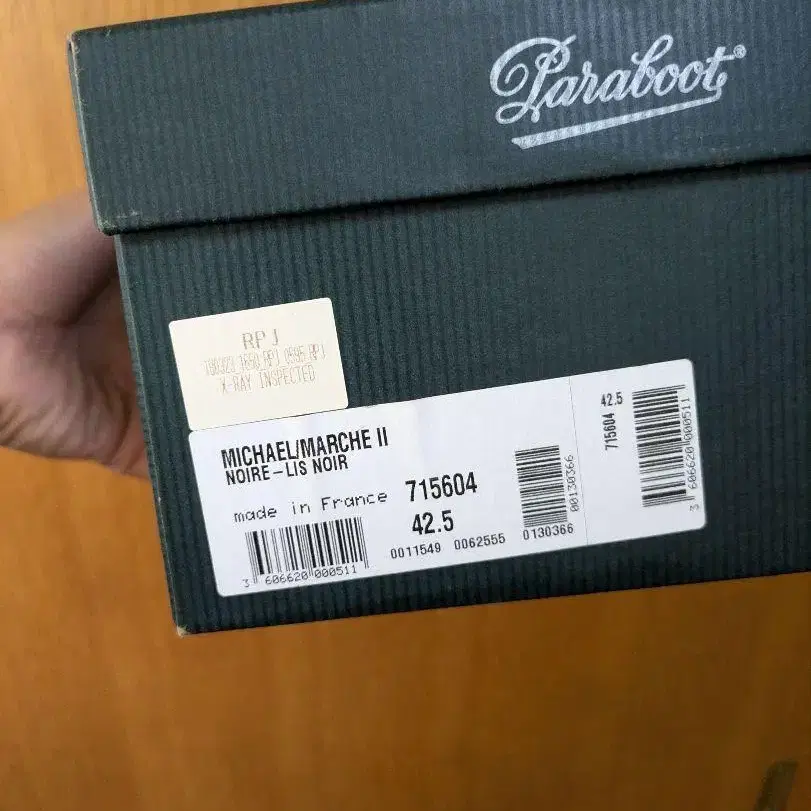 Paraboot®
RPJ
X-RAY INSPECTED
MICHAEL/MARCHE II
NOIRE-LIS NOIR
made in France 715604
42.5
3 606620 000511
0011549 0062555 0130366
00130366
42.5
715604
3 606620 000511